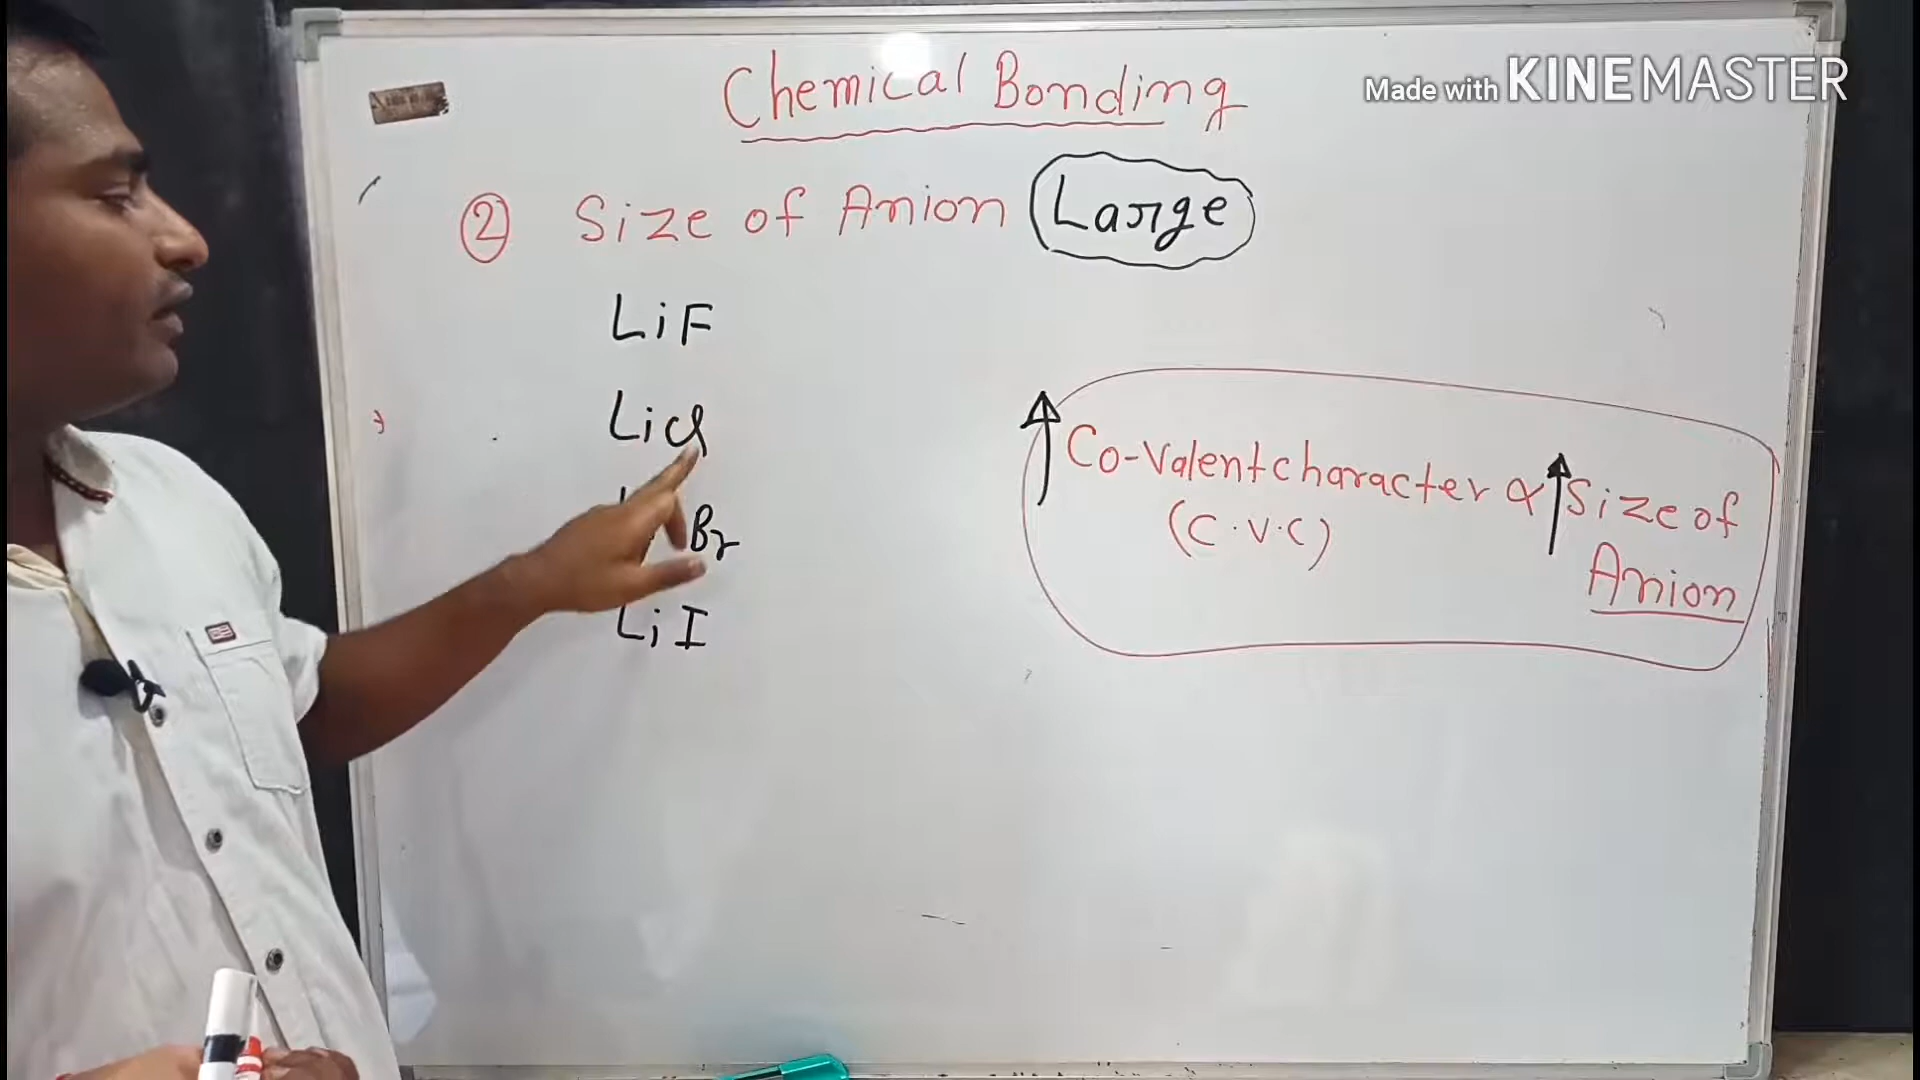 Made with KINEMASTER
Chemical Bonding
② Size of Anion Large
LiF
LiCl
Br
LiI
Co-Valent character ∝ Size of
(C.V.C)
Anion